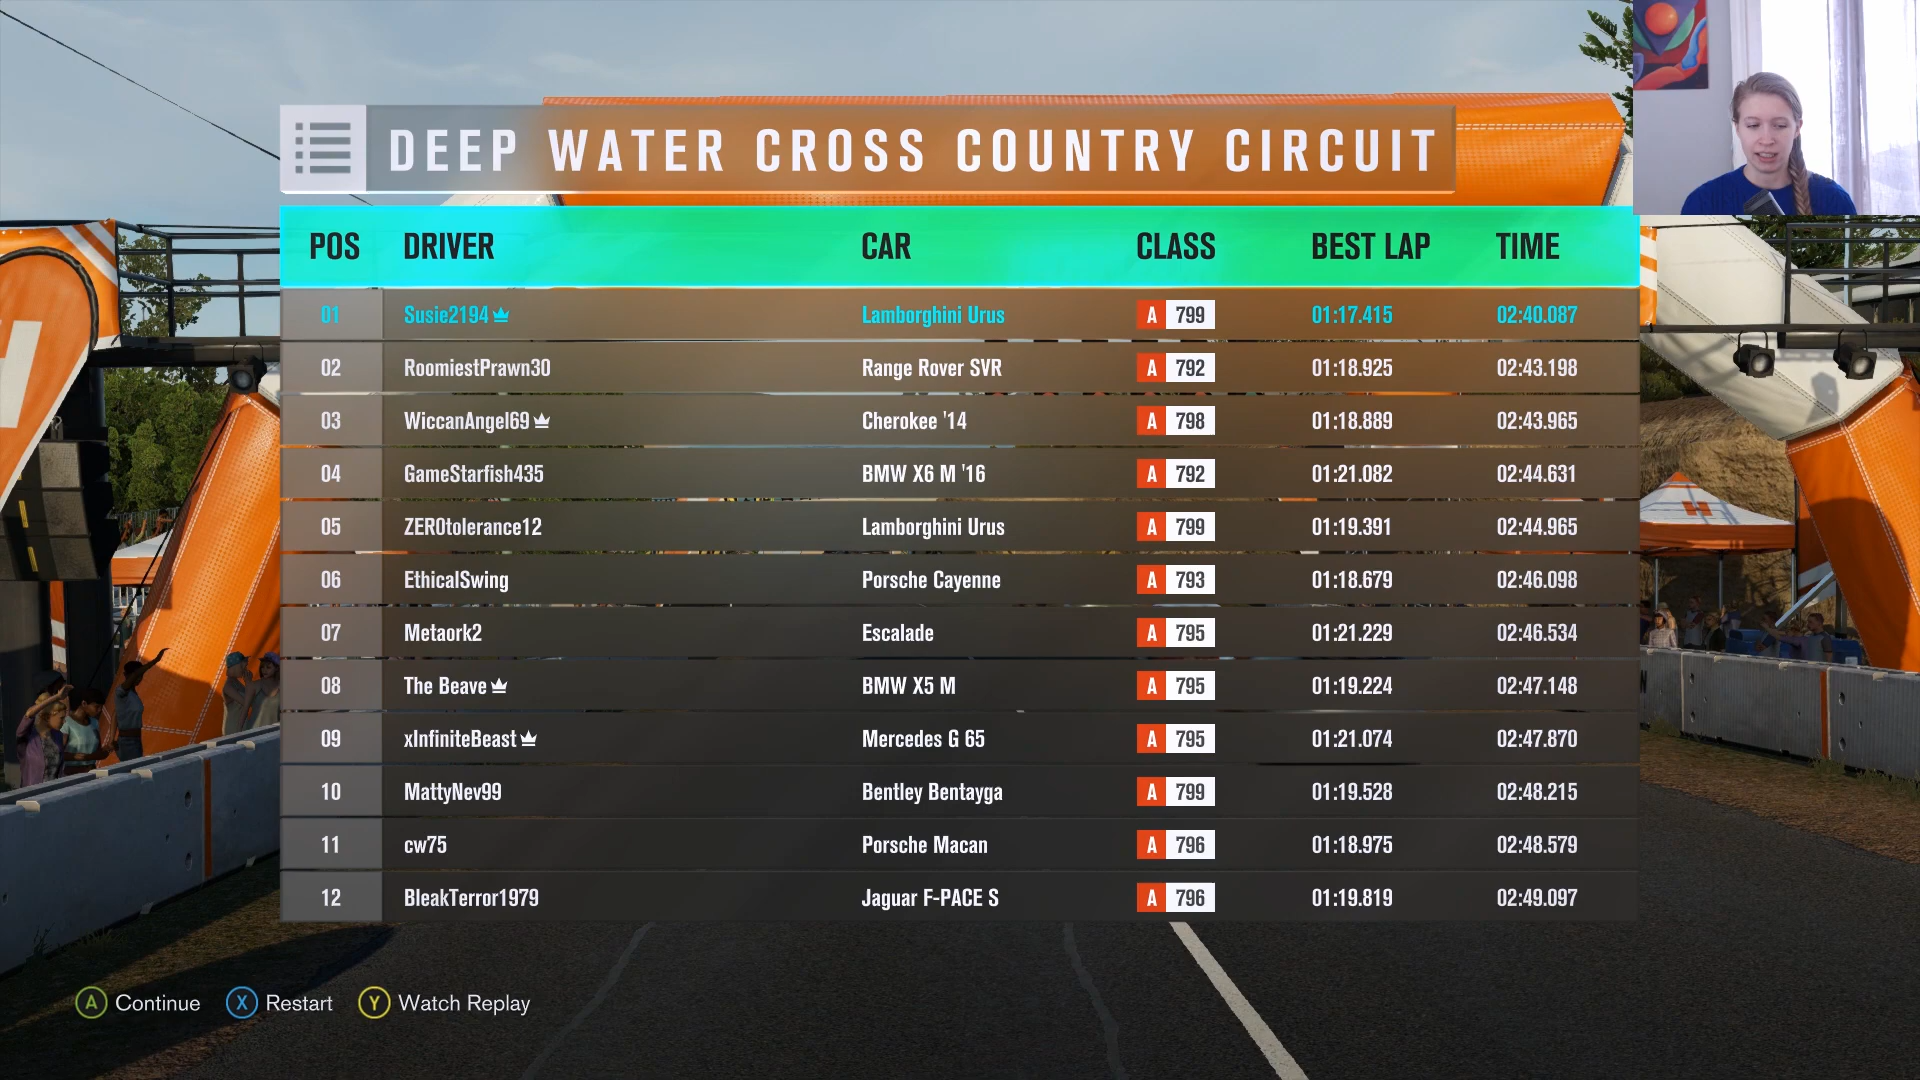 DEEP WATER CROSS COUNTRY CIRCUIT
POS DRIVER CAR CLASS BEST LAP TIME
01 Susie2194 Lamborghini Urus A 799 01:17.415 02:40.087
02 RoomiestPrawn30 Range Rover SVR A 792 01:18.925 02:43.198
03 WiccanAngel69 Cherokee '14 A 798 01:18.889 02:43.965
04 GameStarfish435 BMW X6 M '16 A 792 01:21.082 02:44.631
05 ZEROtolerance12 Lamborghini Urus A 799 01:19.391 02:44.965
06 EthicalSwing Porsche Cayenne A 793 01:18.679 02:46.098
07 Metaork2 Escalade A 795 01:21.229 02:46.534
08 The Beave BMW X5 M A 795 01:19.224 02:47.148
09 xInfiniteBeast Mercedes G 65 A 795 01:21.074 02:47.870
10 MattyNev99 Bentley Bentayga A 799 01:19.528 02:48.215
11 cw75 Porsche Macan A 796 01:18.975 02:48.579
12 BleakTerror1979 Jaguar F-PACE S A 796 01:19.819 02:49.097
A Continue X Restart Y Watch Replay